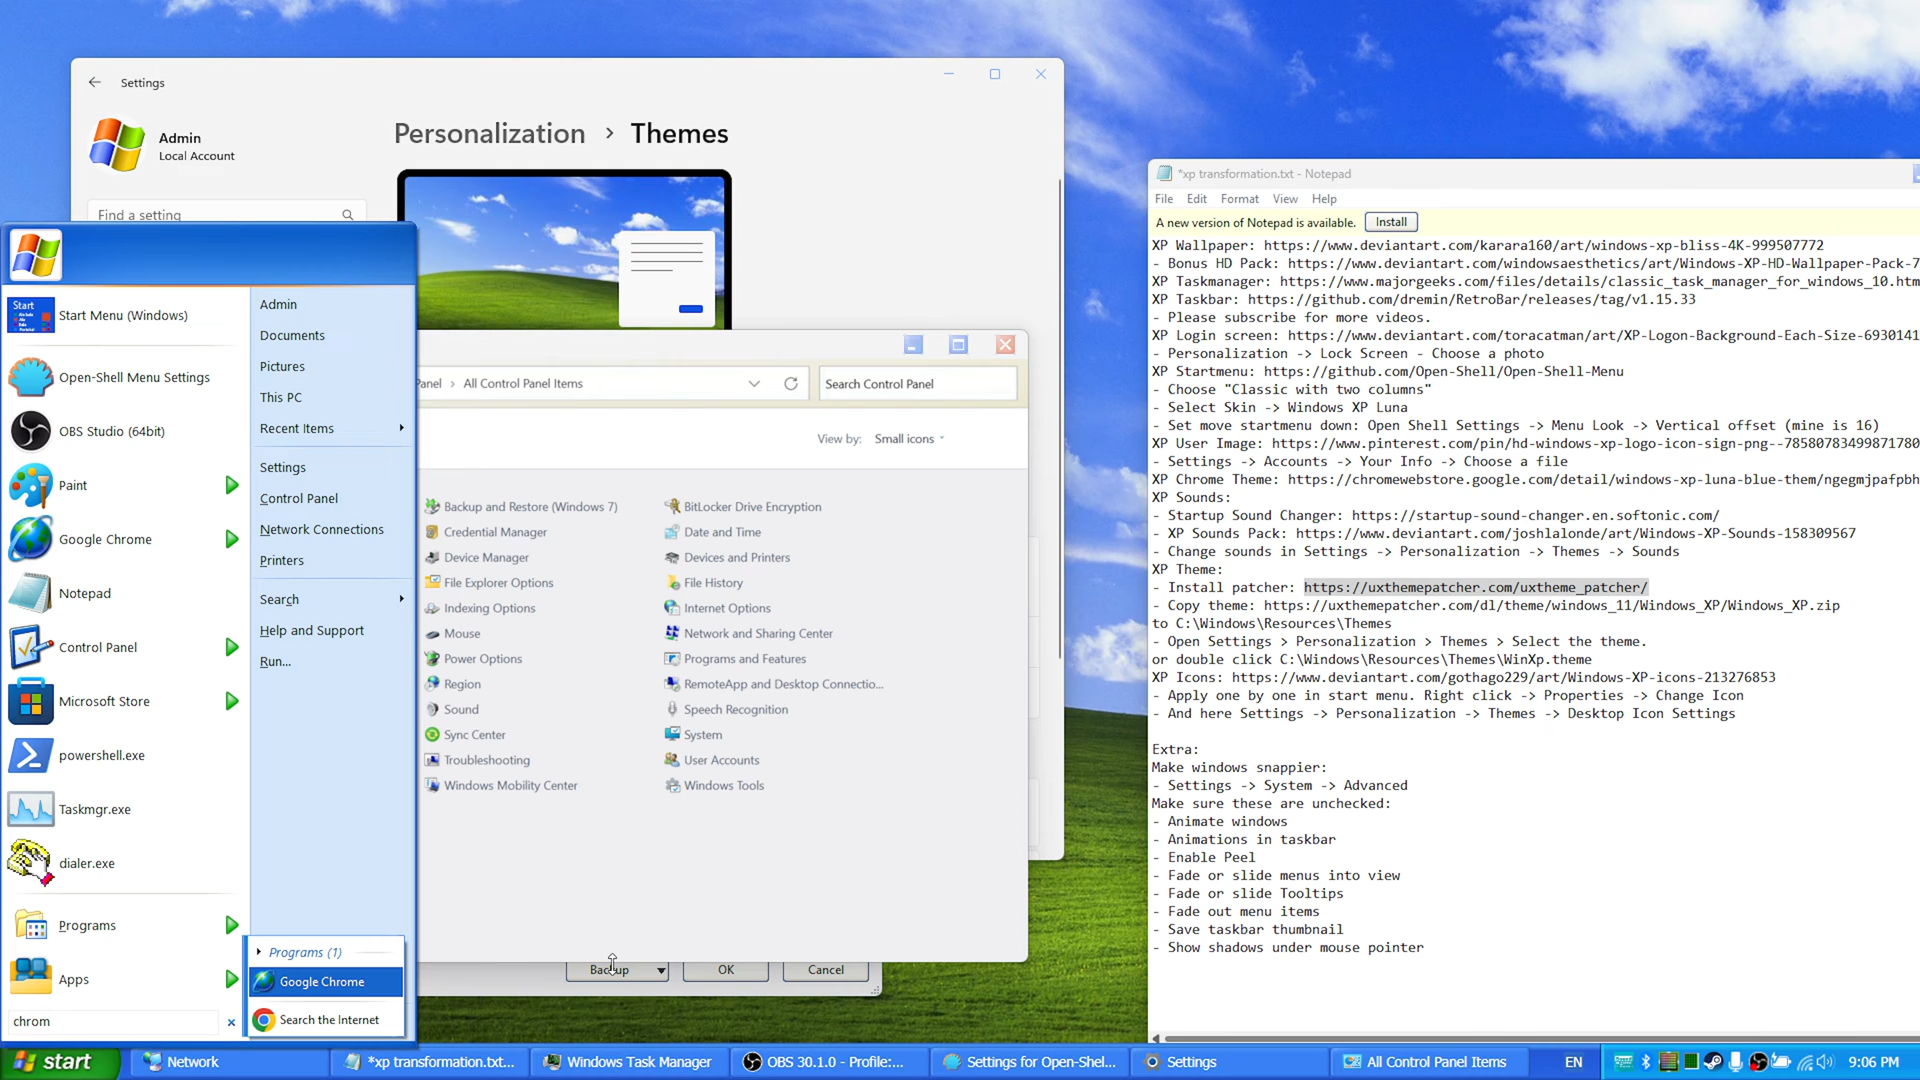 Settings
Admin
Local Account
Personalization > Themes
Find a setting
Start
Start Menu (Windows)
Open-Shell Menu Settings
OBS Studio (64bit)
Paint
Google Chrome
Notepad
Control Panel
Microsoft Store
powershell.exe
Taskmgr.exe
dialer.exe
Programs
Apps
chrom
Admin
Documents
Pictures
This PC
Recent Items
Settings
Control Panel
Network Connections
Printers
Search
Help and Support
Run...
Programs (1)
Google Chrome
Search the Internet
All Control Panel Items
Search Control Panel
View by: Small icons
Backup and Restore (Windows 7)
BitLocker Drive Encryption
Credential Manager
Date and Time
Device Manager
Devices and Printers
File Explorer Options
File History
Indexing Options
Internet Options
Mouse
Network and Sharing Center
Power Options
Programs and Features
Region
RemoteApp and Desktop Connectio...
Sound
Speech Recognition
Sync Center
System
Troubleshooting
User Accounts
Windows Mobility Center
Windows Tools
Backup
OK
Cancel
*xp transformation.txt - Notepad
File Edit Format View Help
A new version of Notepad is available. Install
XP Wallpaper: https://www.deviantart.com/karara160/art/windows-xp-bliss-4K-999507772
- Bonus HD Pack: https://www.deviantart.com/windowsaesthetics/art/Windows-XP-HD-Wallpaper-Pack-7
XP Taskmanager: https://www.majorgeeks.com/files/details/classic_task_manager_for_windows_10.htm
XP Taskbar: https://github.com/dremin/RetroBar/releases/tag/v1.15.33
- Please subscribe for more videos.
XP Login screen: https://www.deviantart.com/toracatman/art/XP-Logon-Background-Each-Size-6930141
- Personalization -> Lock Screen - Choose a photo
XP Startmenu: https://github.com/Open-Shell/Open-Shell-Menu
- Choose "Classic with two columns"
- Select Skin -> Windows XP Luna
- Set move startmenu down: Open Shell Settings -> Menu Look -> Vertical offset (mine is 16)
XP User Image: https://www.pinterest.com/pin/hd-windows-xp-logo-icon-sign-png--78580783499871780
- Settings -> Accounts -> Your Info -> Choose a file
XP Chrome Theme: https://chromewebstore.google.com/detail/windows-xp-luna-blue-them/ngegmjpafpbh
XP Sounds:
- Startup Sound Changer: https://startup-sound-changer.en.softonic.com/
- XP Sounds Pack: https://www.deviantart.com/joshlalonde/art/Windows-XP-Sounds-158309567
- Change sounds in Settings -> Personalization -> Themes -> Sounds
XP Theme:
- Install patcher: https://uxthemepatcher.com/uxtheme_patcher/
- Copy theme: https://uxthemepatcher.com/dl/theme/windows_11/Windows_XP/Windows_XP.zip
to C:\Windows\Resources\Themes
- Open Settings > Personalization > Themes > Select the theme.
or double click C:\Windows\Resources\Themes\WinXp.theme
XP Icons: https://www.deviantart.com/gothago229/art/Windows-XP-icons-213276853
- Apply one by one in start menu. Right click -> Properties -> Change Icon
- And here Settings -> Personalization -> Themes -> Desktop Icon Settings
Extra:
Make windows snappier:
- Settings -> System -> Advanced
Make sure these are unchecked:
- Animate windows
- Animations in taskbar
- Enable Peel
- Fade or slide menus into view
- Fade or slide Tooltips
- Fade out menu items
- Save taskbar thumbnail
- Show shadows under mouse pointer
start
Network
*xp transformation.txt...
Windows Task Manager
OBS 30.1.0 - Profile:...
Settings for Open-Shel...
Settings
All Control Panel Items
EN
9:06 PM